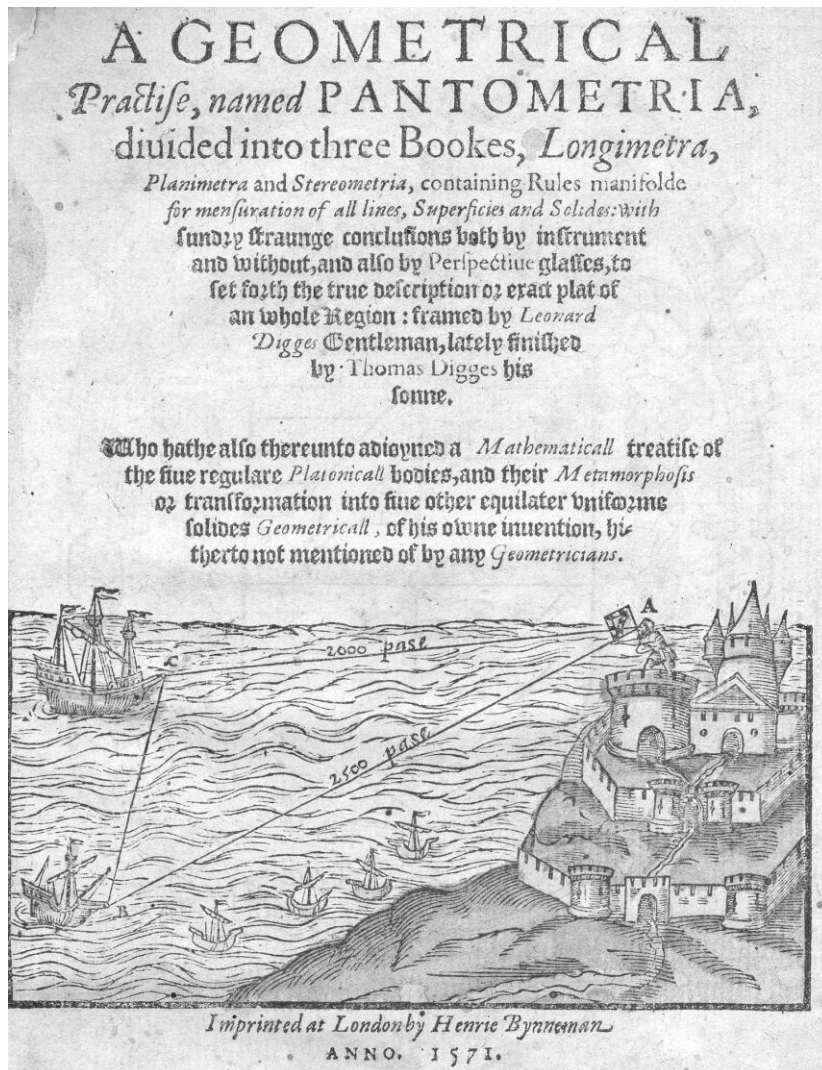 A GEOMETRICAL
Practiſe, named PANTOMETRIA,
diuided into three Bookes, Longimetra,
Planimetra and Stereometria, containing Rules manifolde
for menſuration of all lines, Superficies and Solides: with
ſundry ſtraunge concluſions both by inſtrument
and without, and alſo by Perſpectiue glaſſes, to
ſet forth the true deſcription or exact plat of
an whole Region: framed by Leonard
Digges Gentleman, lately finiſhed
by Thomas Digges his
ſonne.
Who hathe alſo thereunto adioyned a Mathematicall treatiſe of
the fiue regulare Platonicall bodies, and their Metamorphoſis
or tranſformation into fiue other equilater vniforme
ſolides Geometricall, of his owne inuention, hi-
therto not mentioned of by any Geometricians.
A
2000 pase
C
2500 pase
B
Imprinted at London by Henrie Bynneman
ANNO. 1571.